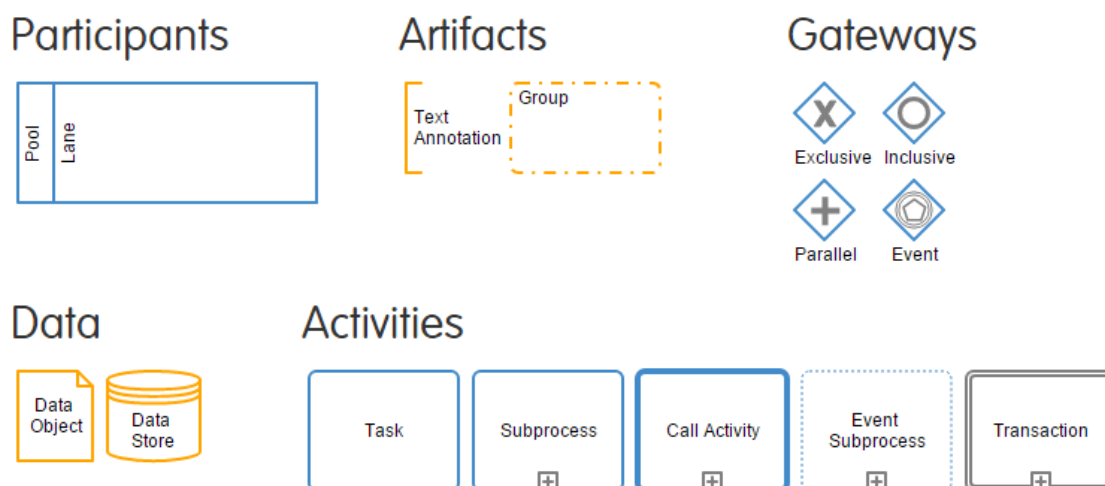 Participants
Artifacts
Gateways
Pool
Lane
Text
Annotation
Group
Exclusive
Inclusive
Parallel
Event
Data
Activities
Data
Object
Data
Store
Task
Subprocess
Call Activity
Event
Subprocess
Transaction